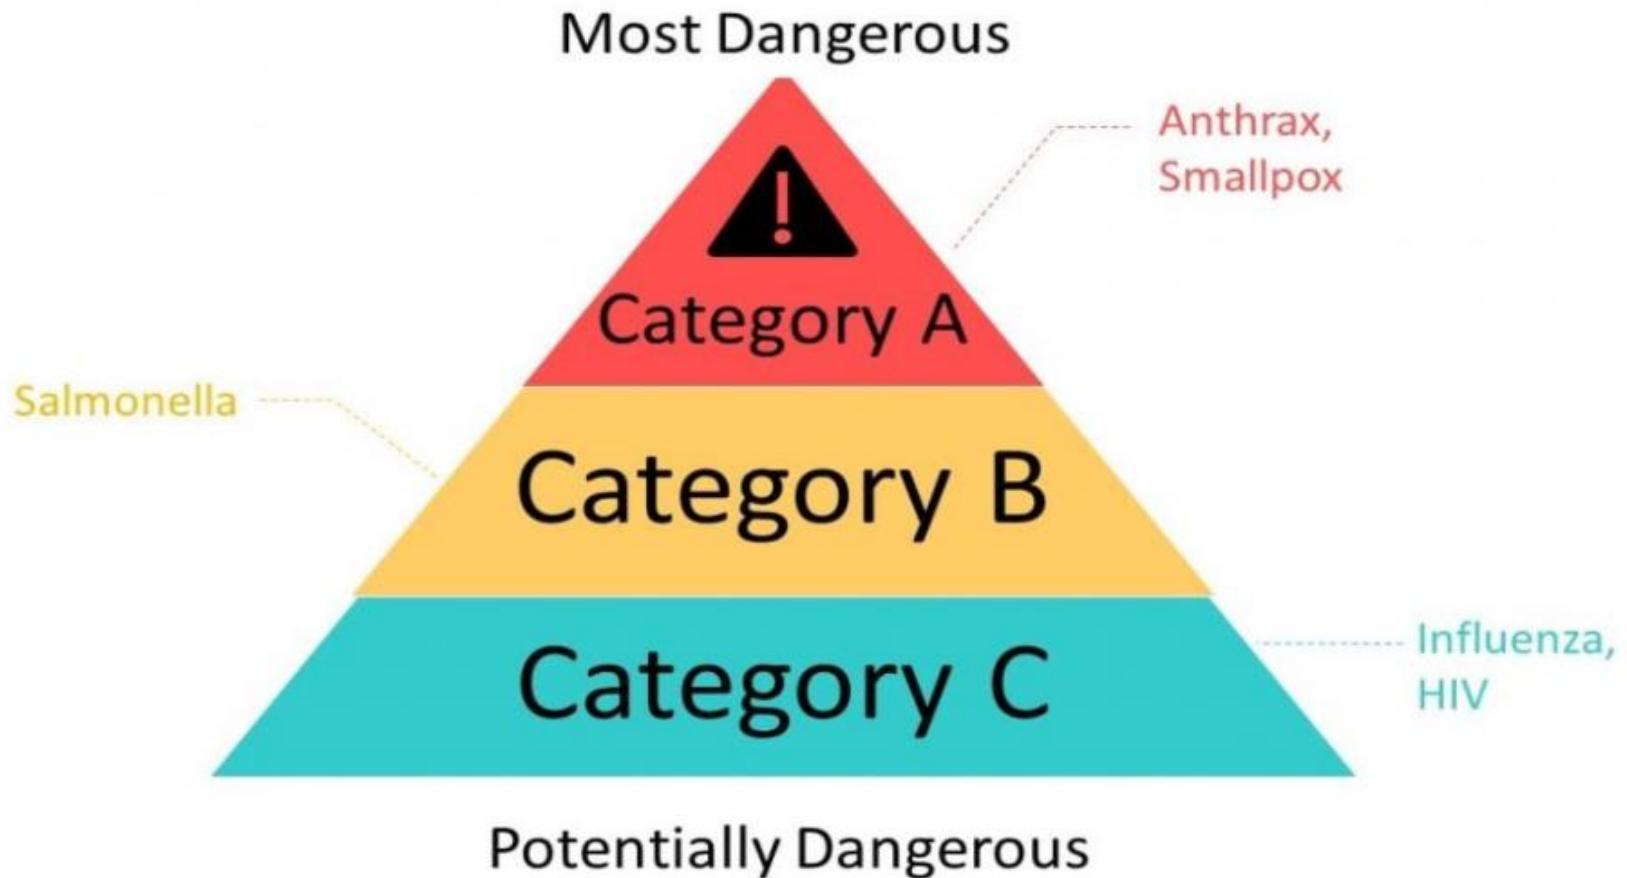 Most Dangerous
Anthrax,
Smallpox
!
Category A
Salmonella
Category B
Category C
Influenza,
HIV
Potentially Dangerous